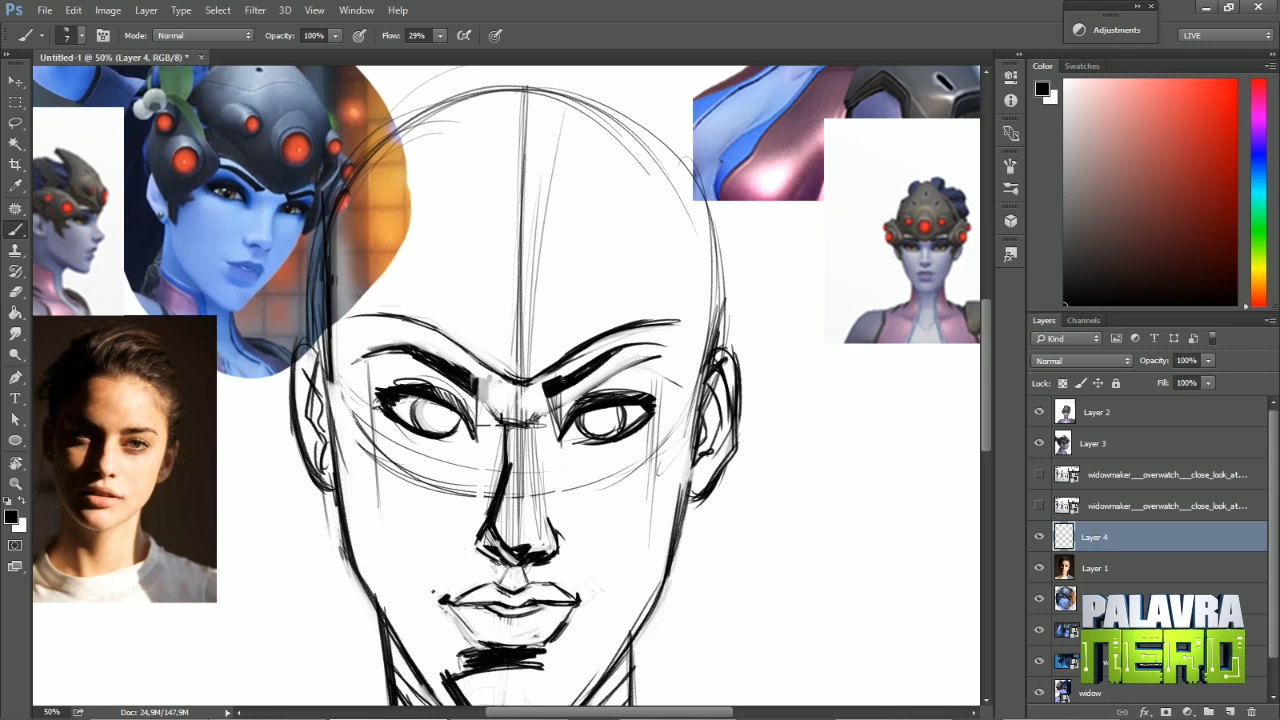 Ps File Edit Image Layer Type Select Filter 3D View Window Help
7 Mode: Normal Opacity: 100% Flow: 29%
Adjustments
LIVE
Untitled-1 @ 50% (Layer 4, RGB/8) * ×
Color Swatches
Layers Channels
Kind
Normal Opacity: 100%
Lock: Fill: 100%
Layer 2
Layer 3
widowmaker___overwatch___close_look_at...
widowmaker___overwatch___close_look_at...
Layer 4
Layer 1
widow
PALAVRA
NERD
50% Doc: 24,9M/147,9M